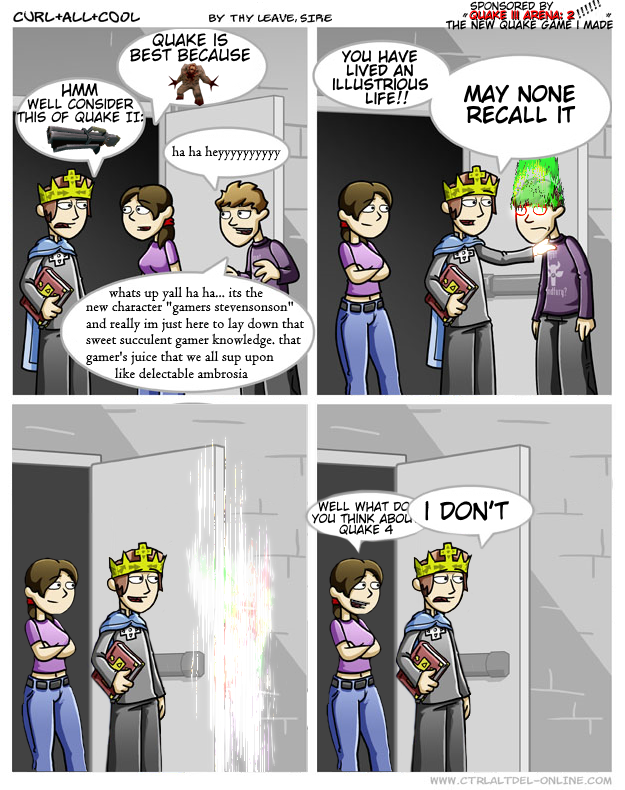 CURL+ALL+COOL
BY THY LEAVE, SIRE
SPONSORED BY
"QUAKE III ARENA: 2!!!!!!"
THE NEW QUAKE GAME I MADE
QUAKE IS
BEST BECAUSE
HMM
WELL CONSIDER
THIS OF QUAKE II:
ha ha heyyyyyyyyyy
whats up yall ha ha... its the
new character "gamers stevensonson"
and really im just here to lay down that
sweet succulent gamer knowledge. that
gamer's juice that we all sup upon
like delectable ambrosia
YOU HAVE
LIVED AN
ILLUSTRIOUS
LIFE!!
MAY NONE
RECALL IT
WELL WHAT DO
YOU THINK ABOU
QUAKE 4
I DON'T
WWW.CTRLALTDEL-ONLINE.COM